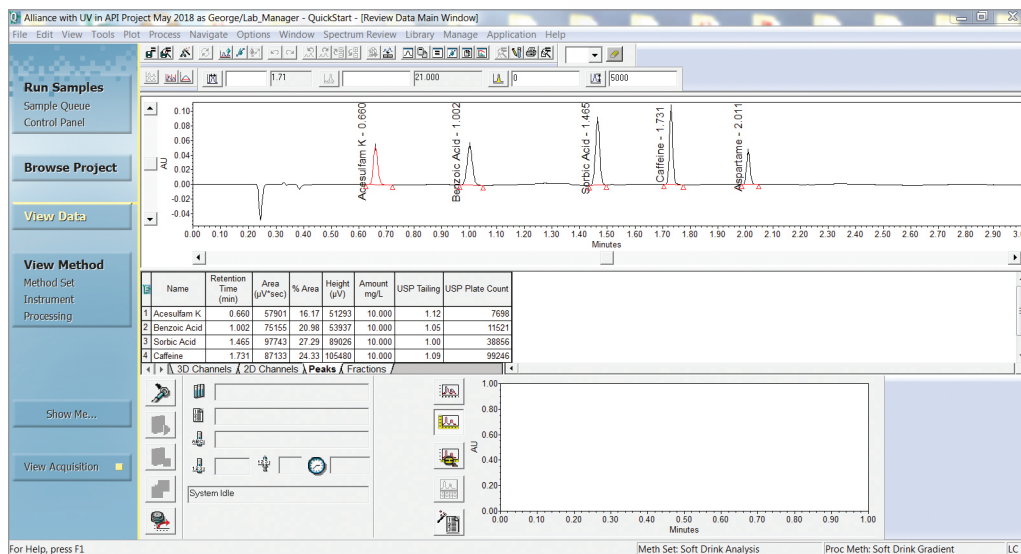 Alliance with UV in API Project May 2018 as George/Lab_Manager - QuickStart - [Review Data Main Window]
File Edit View Tools Plot Process Navigate Options Window Spectrum Review Library Manage Application Help
1.71 21.000 0 5000
Run Samples
Sample Queue
Control Panel
Browse Project
View Data
View Method
Method Set
Instrument
Processing
Show Me...
View Acquisition
AU
0.10
0.08
0.06
0.04
0.02
0.00
-0.02
-0.04
Acesulfam K - 0.660
Benzoic Acid - 1.002
Sorbic Acid - 1.465
Caffeine - 1.731
Aspartame - 2.011
0.00 0.10 0.20 0.30 0.40 0.50 0.60 0.70 0.80 0.90 1.00 1.10 1.20 1.30 1.40 1.50 1.60 1.70 1.80 1.90 2.00 2.10 2.20 2.30 2.40 2.50 2.60 2.70 2.80 2.90 3.0
Minutes
Name Retention Time (min) Area (µV*sec) % Area Height (µV) Amount mg/L USP Tailing USP Plate Count
1 Acesulfam K 0.660 57901 16.17 51293 10.000 1.12 7698
2 Benzoic Acid 1.002 75155 20.98 53937 10.000 1.05 11521
3 Sorbic Acid 1.465 97743 27.29 89026 10.000 1.00 38856
4 Caffeine 1.731 87133 24.33 105480 10.000 1.09 99246
3D Channels 2D Channels Peaks Fractions
System Idle
AU
1.00
0.80
0.60
0.40
0.20
0.00
0.00 0.10 0.20 0.30 0.40 0.50 0.60 0.70 0.80 0.90 1.00
Minutes
For Help, press F1
Meth Set: Soft Drink Analysis
Proc Meth: Soft Drink Gradient
LC